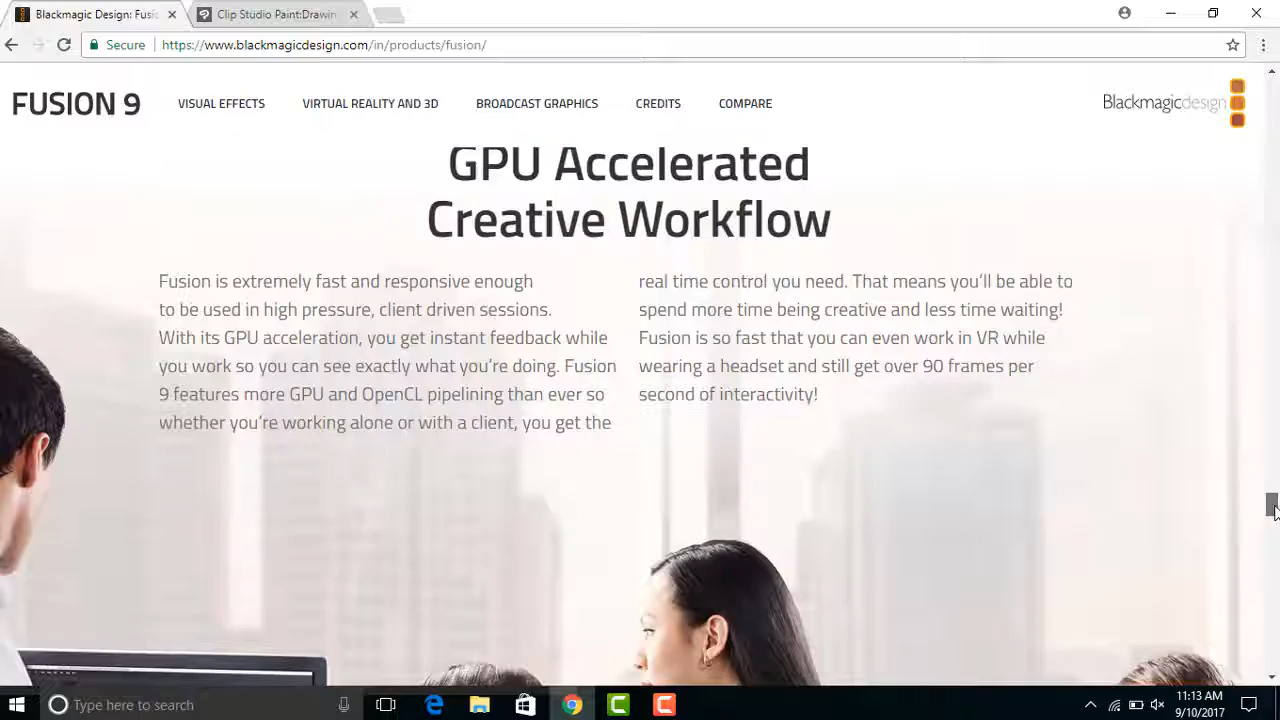 Blackmagic Design: Fusio
Clip Studio Paint:Drawin
Secure
https://www.blackmagicdesign.com/in/products/fusion/
FUSION 9
VISUAL EFFECTS
VIRTUAL REALITY AND 3D
BROADCAST GRAPHICS
CREDITS
COMPARE
Blackmagicdesign
GPU Accelerated
Creative Workflow
Fusion is extremely fast and responsive enough
to be used in high pressure, client driven sessions.
With its GPU acceleration, you get instant feedback while
you work so you can see exactly what you're doing. Fusion
9 features more GPU and OpenCL pipelining than ever so
whether you're working alone or with a client, you get the
real time control you need. That means you'll be able to
spend more time being creative and less time waiting!
Fusion is so fast that you can even work in VR while
wearing a headset and still get over 90 frames per
second of interactivity!
Type here to search
11:13 AM
9/10/2017